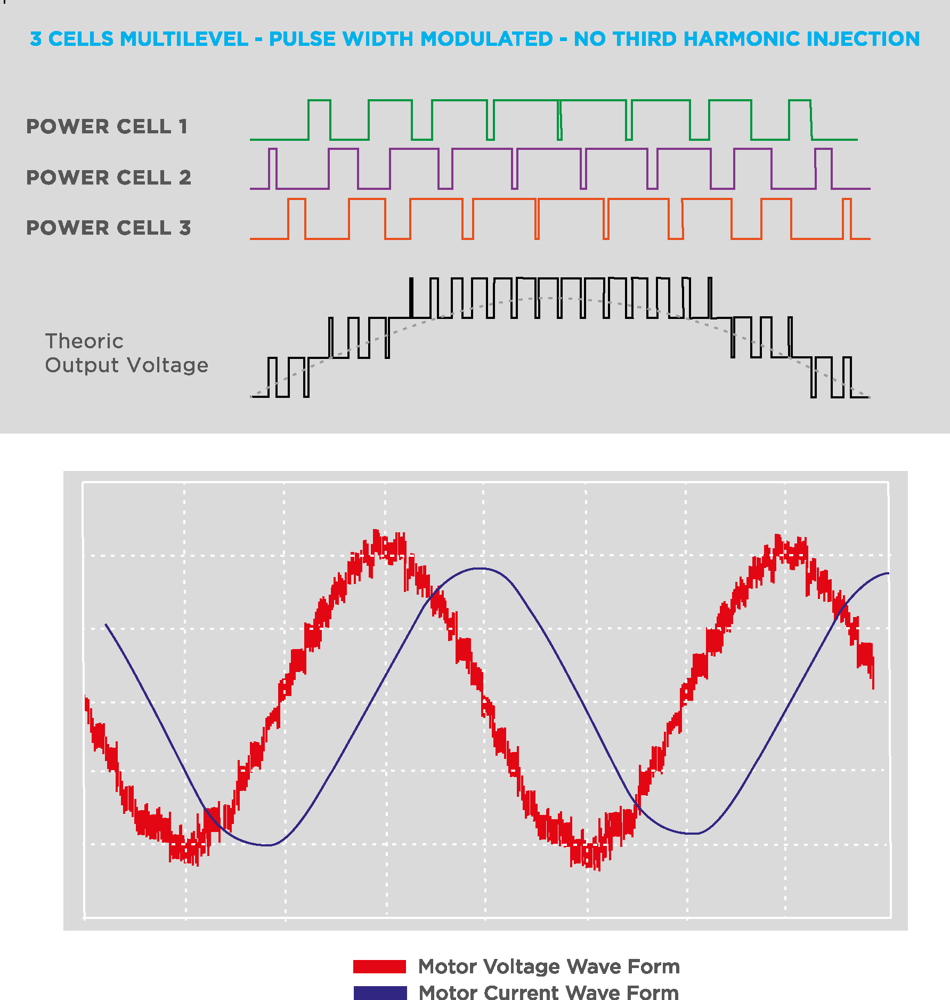 3 CELLS MULTILEVEL - PULSE WIDTH MODULATED - NO THIRD HARMONIC INJECTION
POWER CELL 1
POWER CELL 2
POWER CELL 3
Theoric
Output Voltage
Motor Voltage Wave Form
Motor Current Wave Form